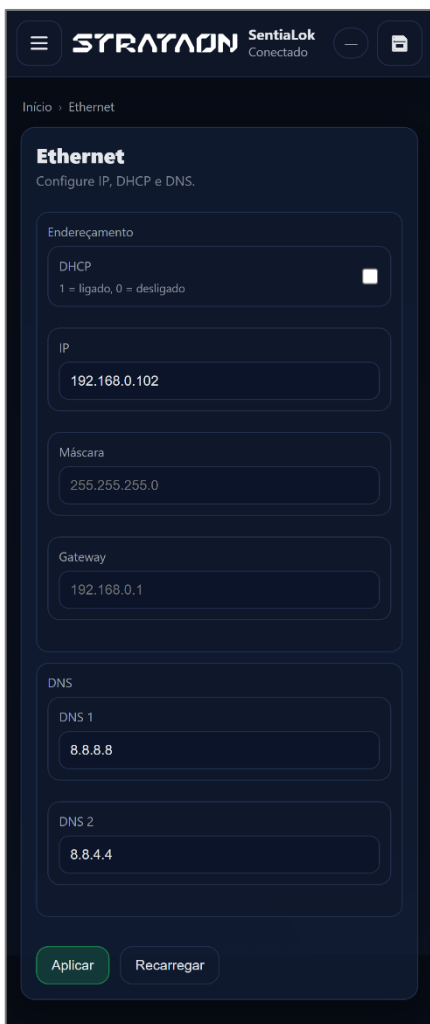 STRATAON
SentiaLok
Conectado
Início › Ethernet
Ethernet
Configure IP, DHCP e DNS.
Endereçamento
DHCP
1 = ligado, 0 = desligado
IP
192.168.0.102
Máscara
255.255.255.0
Gateway
192.168.0.1
DNS
DNS 1
8.8.8.8
DNS 2
8.8.4.4
Aplicar
Recarregar